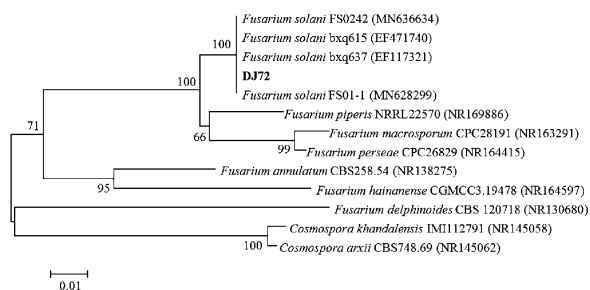 Fusarium solani FS0242 (MN636634)
Fusarium solani bxq615 (EF471740)
100
Fusarium solani bxq637 (EF117321)
100
DJ72
Fusarium solani FS01-1 (MN628299)
Fusarium piperis NRRL22570 (NR169886)
71
66
Fusarium macrosporum CPC28191 (NR163291)
99
Fusarium perseae CPC26829 (NR164415)
Fusarium annulatum CBS258.54 (NR138275)
95
Fusarium hainanense CGMCC3.19478 (NR164597)
Fusarium delphinoides CBS 120718 (NR130680)
Cosmospora khandalensis IMI112791 (NR145058)
100
Cosmospora arxii CBS748.69 (NR145062)
0.01